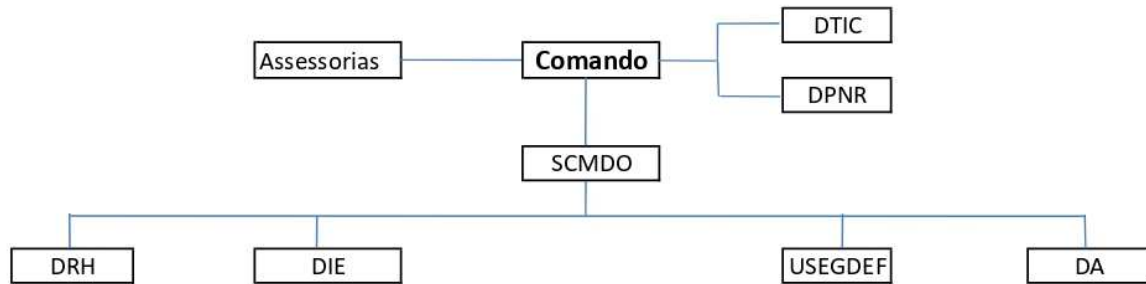 DTIC
Assessorias
Comando
DPNR
SCMDO
DRH
DIE
USEGDEF
DA